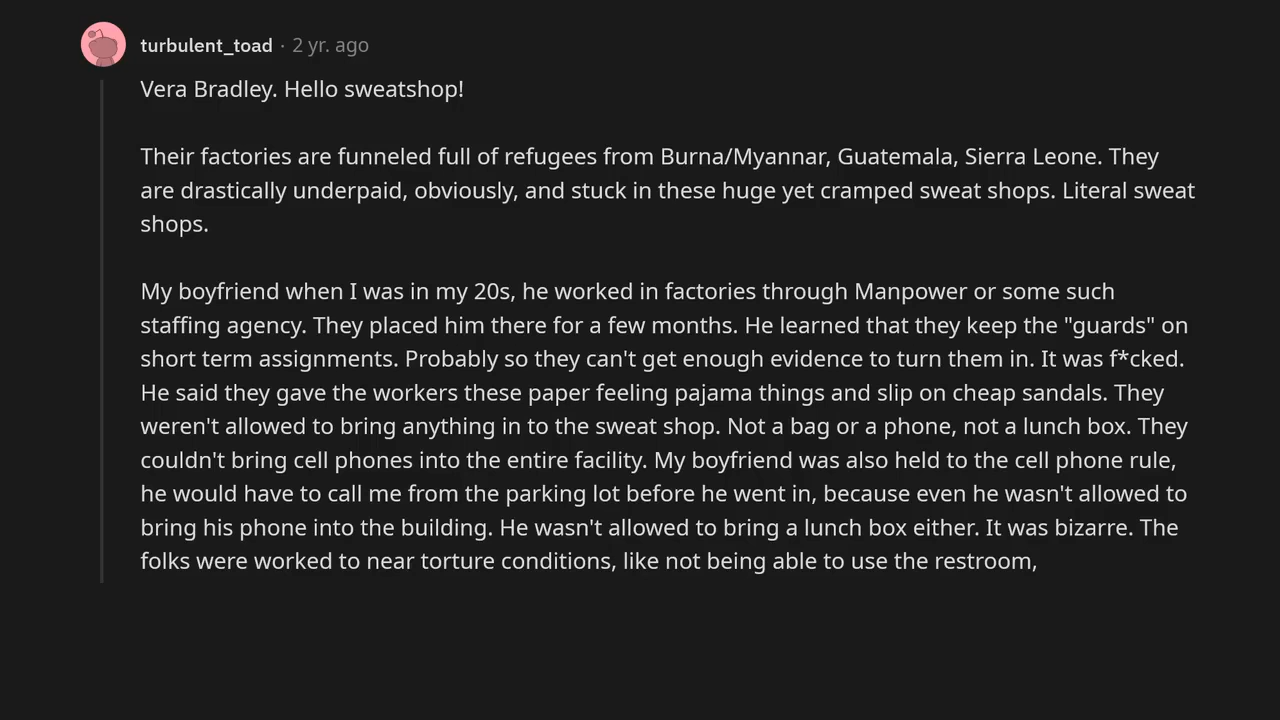 turbulent_toad · 2 yr. ago
Vera Bradley. Hello sweatshop!
Their factories are funneled full of refugees from Burna/Myannar, Guatemala, Sierra Leone. They
are drastically underpaid, obviously, and stuck in these huge yet cramped sweat shops. Literal sweat
shops.
My boyfriend when I was in my 20s, he worked in factories through Manpower or some such
staffing agency. They placed him there for a few months. He learned that they keep the "guards" on
short term assignments. Probably so they can't get enough evidence to turn them in. It was f*cked.
He said they gave the workers these paper feeling pajama things and slip on cheap sandals. They
weren't allowed to bring anything in to the sweat shop. Not a bag or a phone, not a lunch box. They
couldn't bring cell phones into the entire facility. My boyfriend was also held to the cell phone rule,
he would have to call me from the parking lot before he went in, because even he wasn't allowed to
bring his phone into the building. He wasn't allowed to bring a lunch box either. It was bizarre. The
folks were worked to near torture conditions, like not being able to use the restroom,